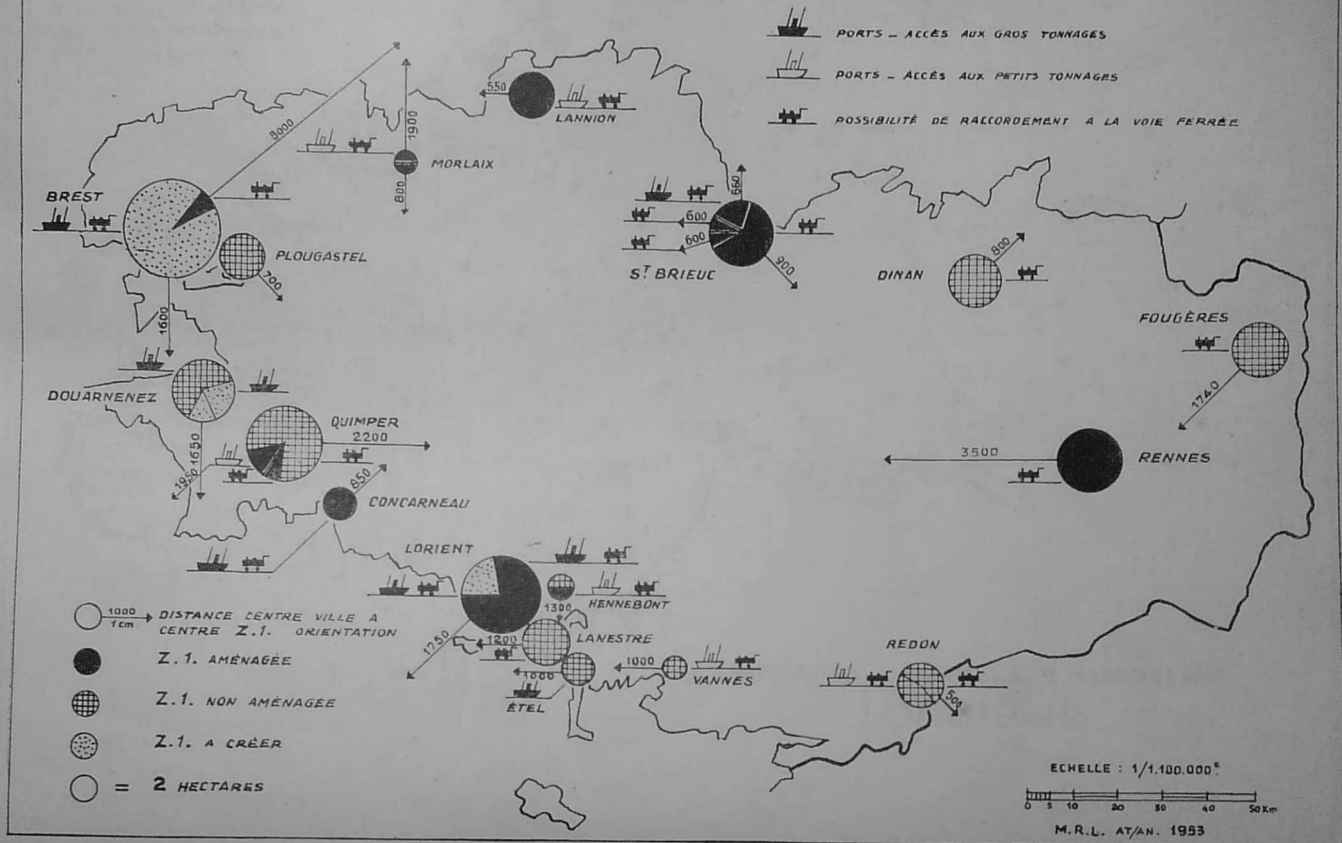 PORTS _ ACCÈS AUX GROS TONNAGES
PORTS _ ACCÈS AUX PETITS TONNAGES
POSSIBILITÉ DE RACCORDEMENT A LA VOIE FERRÉE
550
LANNION
8000
1900
MORLAIX
800
BREST
PLOUGASTEL
700
1600
660
600
600
900
ST BRIEUC
800
DINAN
FOUGÈRES
1740
DOUARNENEZ
1650
QUIMPER
2200
850
CONCARNEAU
3500
RENNES
LORIENT
HENNEBONT
1300
1750
1200
LANESTRE
1000
ÉTEL
1000
VANNES
REDON
500
1000
1 cm.
DISTANCE CENTRE VILLE A
CENTRE Z.I. ORIENTATION
Z.I. AMÉNAGÉE
Z.I. NON AMÉNAGÉE
Z.I. A CRÉER
= 2 HECTARES
ECHELLE : 1/1.100.000E
0 5 10 20 30 40 50 Km
M.R.L. AT/AN. 1953